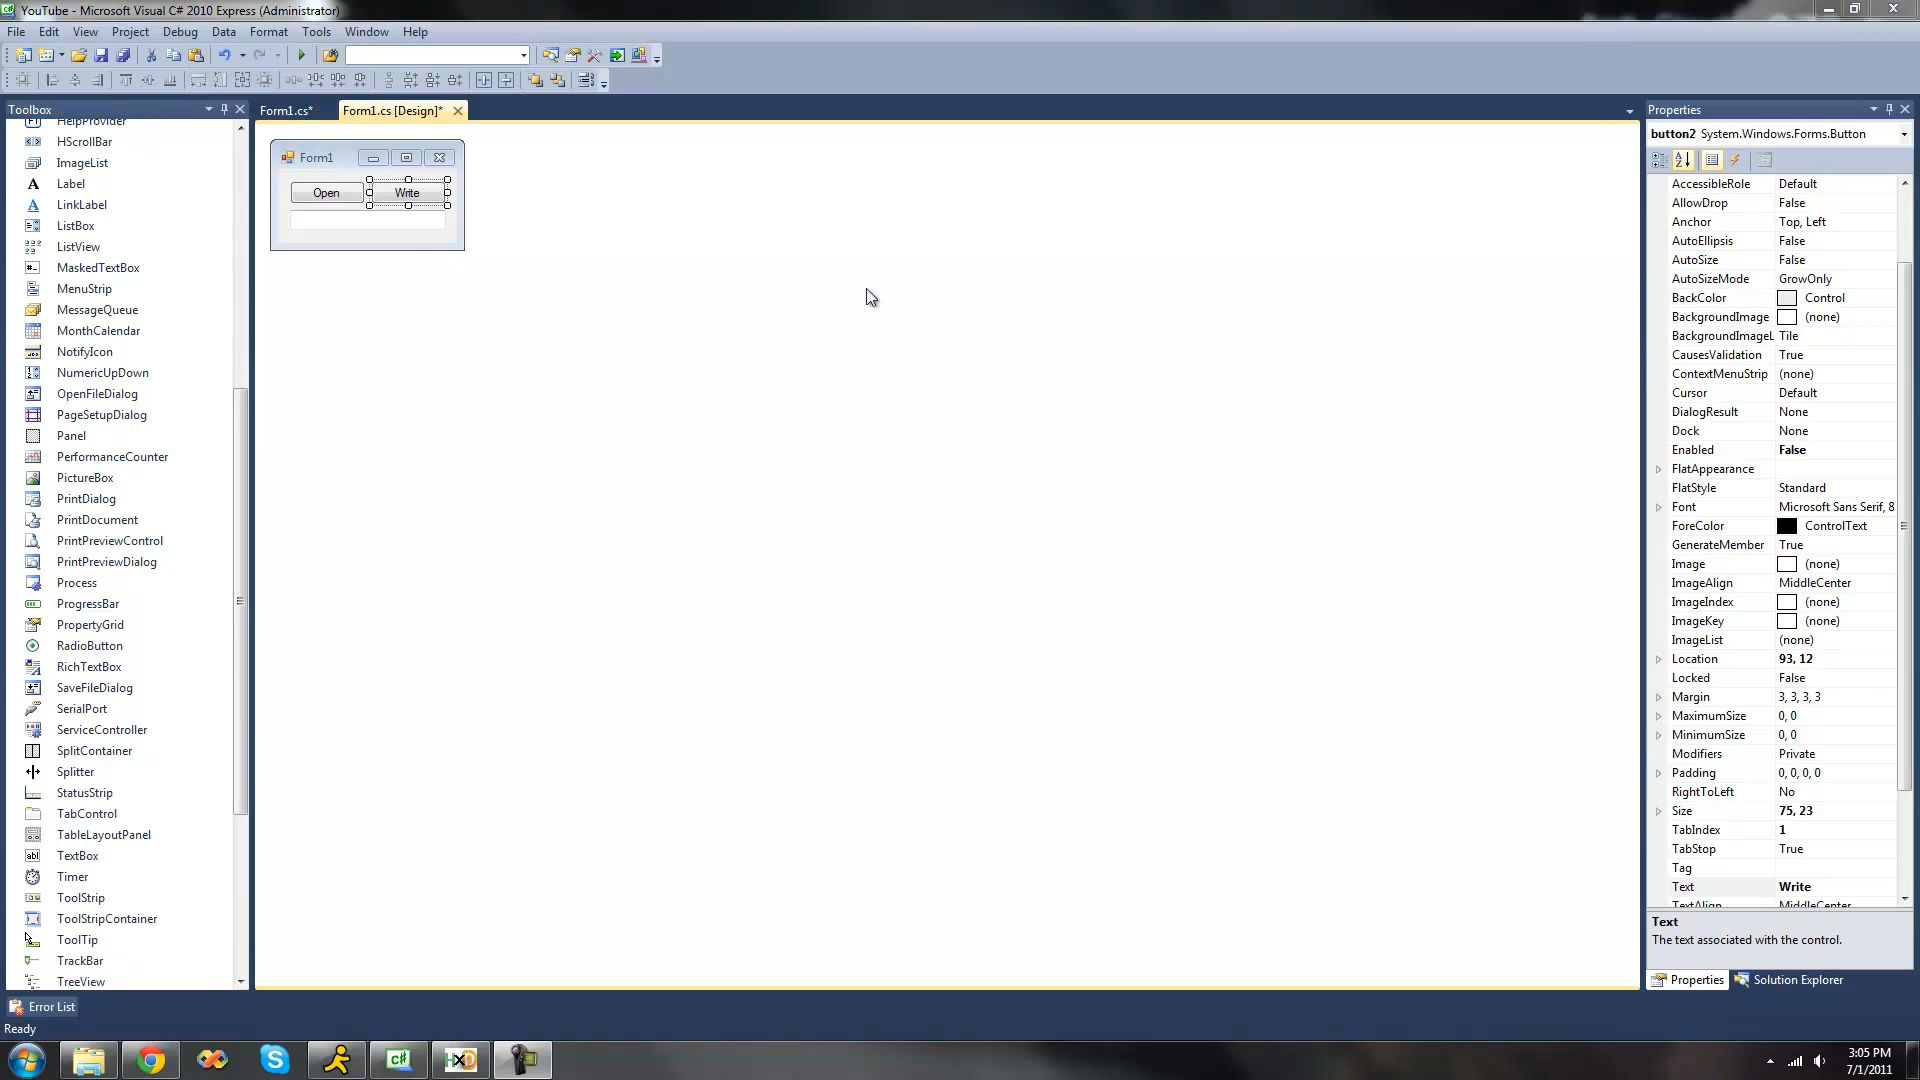 YouTube - Microsoft Visual C# 2010 Express (Administrator)
File Edit View Project Debug Data Format Tools Window Help
Toolbox
HelpProvider
HScrollBar
ImageList
Label
LinkLabel
ListBox
ListView
MaskedTextBox
MenuStrip
MessageQueue
MonthCalendar
NotifyIcon
NumericUpDown
OpenFileDialog
PageSetupDialog
Panel
PerformanceCounter
PictureBox
PrintDialog
PrintDocument
PrintPreviewControl
PrintPreviewDialog
Process
ProgressBar
PropertyGrid
RadioButton
RichTextBox
SaveFileDialog
SerialPort
ServiceController
SplitContainer
Splitter
StatusStrip
TabControl
TableLayoutPanel
TextBox
Timer
ToolStrip
ToolStripContainer
ToolTip
TrackBar
TreeView
Form1.cs* Form1.cs [Design]*
Form1
Open Write
Properties
button2 System.Windows.Forms.Button
AccessibleRole Default
AllowDrop False
Anchor Top, Left
AutoEllipsis False
AutoSize False
AutoSizeMode GrowOnly
BackColor Control
BackgroundImage (none)
BackgroundImageL Tile
CausesValidation True
ContextMenuStrip (none)
Cursor Default
DialogResult None
Dock None
Enabled False
FlatAppearance
FlatStyle Standard
Font Microsoft Sans Serif, 8
ForeColor ControlText
GenerateMember True
Image (none)
ImageAlign MiddleCenter
ImageIndex (none)
ImageKey (none)
ImageList (none)
Location 93, 12
Locked False
Margin 3, 3, 3, 3
MaximumSize 0, 0
MinimumSize 0, 0
Modifiers Private
Padding 0, 0, 0, 0
RightToLeft No
Size 75, 23
TabIndex 1
TabStop True
Tag
Text Write
TextAlign MiddleCenter
Text
The text associated with the control.
Properties Solution Explorer
Error List
Ready
3:05 PM
7/1/2011